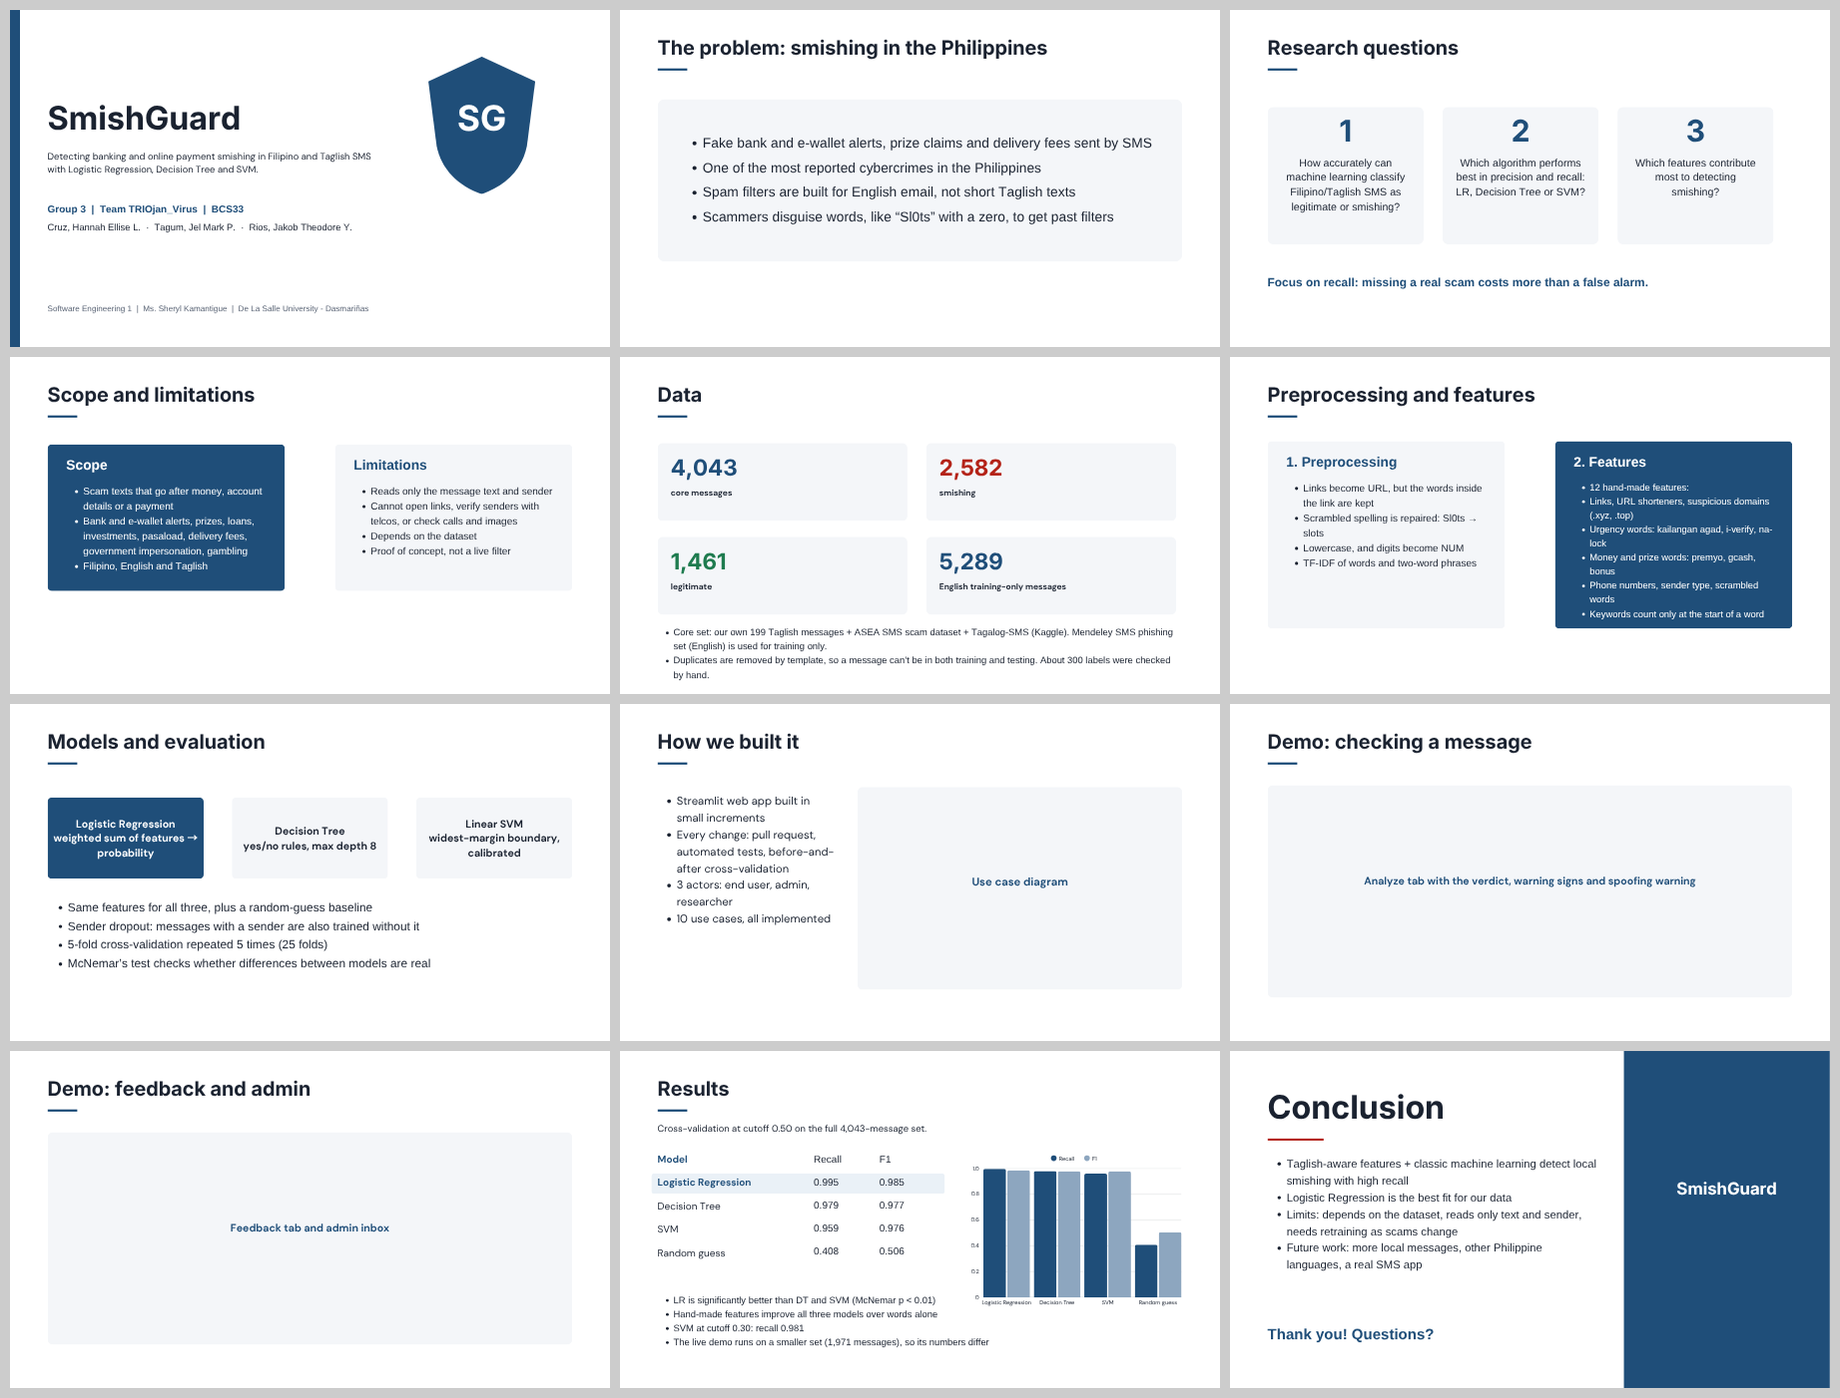 SmishGuard
Detecting banking and online payment smishing in Filipino and Taglish SMS
with Logistic Regression, Decision Tree and SVM.
Group 3 | Team TRIOjan_Virus | BCS33
Cruz, Hannah Ellise L. · Tagum, Jel Mark P. · Rios, Jakob Theodore Y.
Software Engineering 1 | Ms. Sheryl Kamantigue | De La Salle University - Dasmariñas
SG
The problem: smishing in the Philippines
• Fake bank and e-wallet alerts, prize claims and delivery fees sent by SMS
• One of the most reported cybercrimes in the Philippines
• Spam filters are built for English email, not short Taglish texts
• Scammers disguise words, like “Sl0ts” with a zero, to get past filters
Research questions
1
How accurately can
machine learning classify
Filipino/Taglish SMS as
legitimate or smishing?
2
Which algorithm performs
best in precision and recall:
LR, Decision Tree or SVM?
3
Which features contribute
most to detecting
smishing?
Focus on recall: missing a real scam costs more than a false alarm.
Scope and limitations
Scope
• Scam texts that go after money, account
details or a payment
• Bank and e-wallet alerts, prizes, loans,
investments, pasaload, delivery fees,
government impersonation, gambling
• Filipino, English and Taglish
Limitations
• Reads only the message text and sender
• Cannot open links, verify senders with
telcos, or check calls and images
• Depends on the dataset
• Proof of concept, not a live filter
Data
4,043
core messages
2,582
smishing
1,461
legitimate
5,289
English training-only messages
• Core set: our own 199 Taglish messages + ASEA SMS scam dataset + Tagalog-SMS (Kaggle). Mendeley SMS phishing
set (English) is used for training only.
• Duplicates are removed by template, so a message can’t be in both training and testing. About 300 labels were checked
by hand.
Preprocessing and features
1. Preprocessing
• Links become URL, but the words inside
the link are kept
• Scrambled spelling is repaired: Sl0ts →
slots
• Lowercase, and digits become NUM
• TF-IDF of words and two-word phrases
2. Features
• 12 hand-made features:
• Links, URL shorteners, suspicious domains
(.xyz, .top)
• Urgency words: kailangan agad, i-verify, na-
lock
• Money and prize words: premyo, gcash,
bonus
• Phone numbers, sender type, scrambled
words
• Keywords count only at the start of a word
Models and evaluation
Logistic Regression
weighted sum of features →
probability
Decision Tree
yes/no rules, max depth 8
Linear SVM
widest-margin boundary,
calibrated
• Same features for all three, plus a random-guess baseline
• Sender dropout: messages with a sender are also trained without it
• 5-fold cross-validation repeated 5 times (25 folds)
• McNemar’s test checks whether differences between models are real
How we built it
• Streamlit web app built in
small increments
• Every change: pull request,
automated tests, before-and-
after cross-validation
• 3 actors: end user, admin,
researcher
• 10 use cases, all implemented
Use case diagram
Demo: checking a message
Analyze tab with the verdict, warning signs and spoofing warning
Demo: feedback and admin
Feedback tab and admin inbox
Results
Cross-validation at cutoff 0.50 on the full 4,043-message set.
Model Recall F1
Logistic Regression 0.995 0.985
Decision Tree 0.979 0.977
SVM 0.959 0.976
Random guess 0.408 0.506
Recall F1
1.0
0.8
0.6
0.4
0.2
0
Logistic Regression Decision Tree SVM Random guess
• LR is significantly better than DT and SVM (McNemar p < 0.01)
• Hand-made features improve all three models over words alone
• SVM at cutoff 0.30: recall 0.981
• The live demo runs on a smaller set (1,971 messages), so its numbers differ
Conclusion
• Taglish-aware features + classic machine learning detect local
smishing with high recall
• Logistic Regression is the best fit for our data
• Limits: depends on the dataset, reads only text and sender,
needs retraining as scams change
• Future work: more local messages, other Philippine
languages, a real SMS app
Thank you! Questions?
SmishGuard